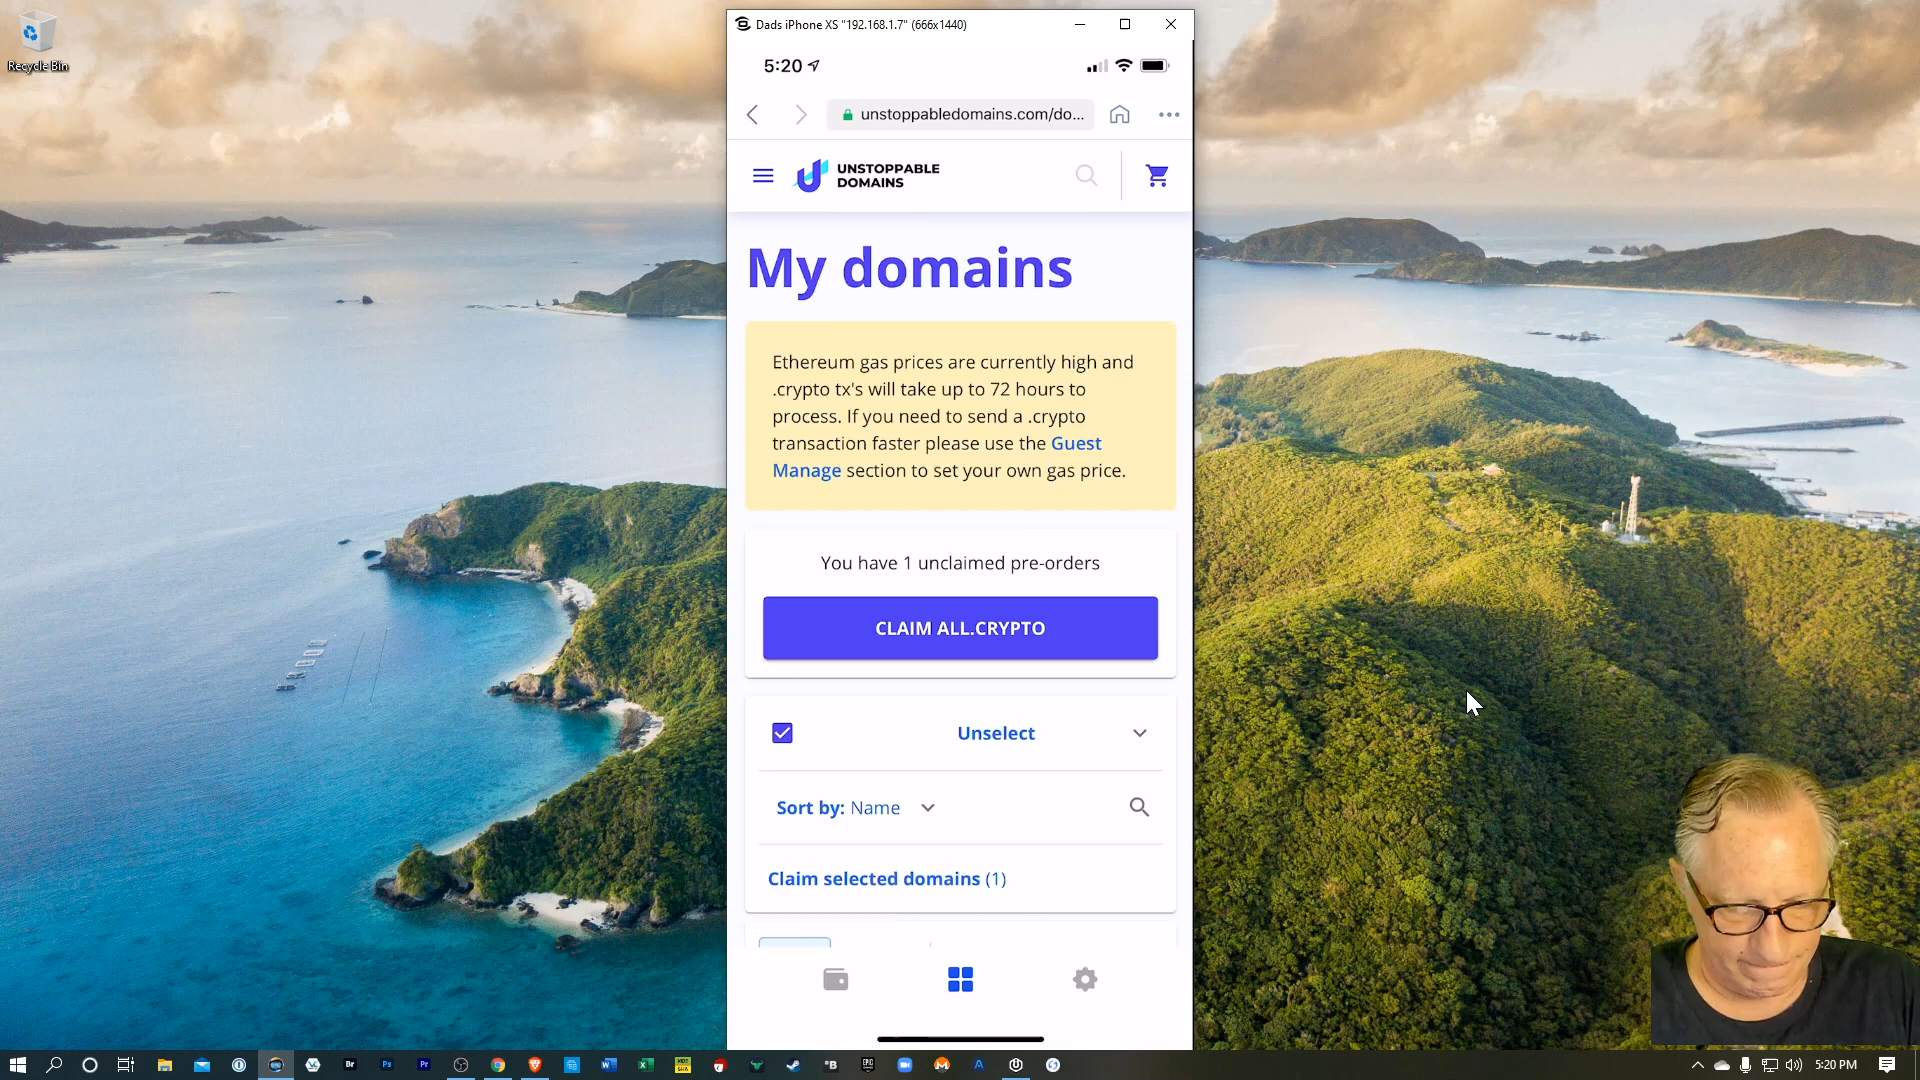 Recycle Bin
Dads iPhone XS "192.168.1.7" (666x1440)
5:20
unstoppabledomains.com/do...
UNSTOPPABLE
DOMAINS
My domains
Ethereum gas prices are currently high and
.crypto tx's will take up to 72 hours to
process. If you need to send a .crypto
transaction faster please use the Guest
Manage section to set your own gas price.
You have 1 unclaimed pre-orders
CLAIM ALL.CRYPTO
Unselect
Sort by: Name
Claim selected domains (1)
Br
Ps
Pr
5:20 PM